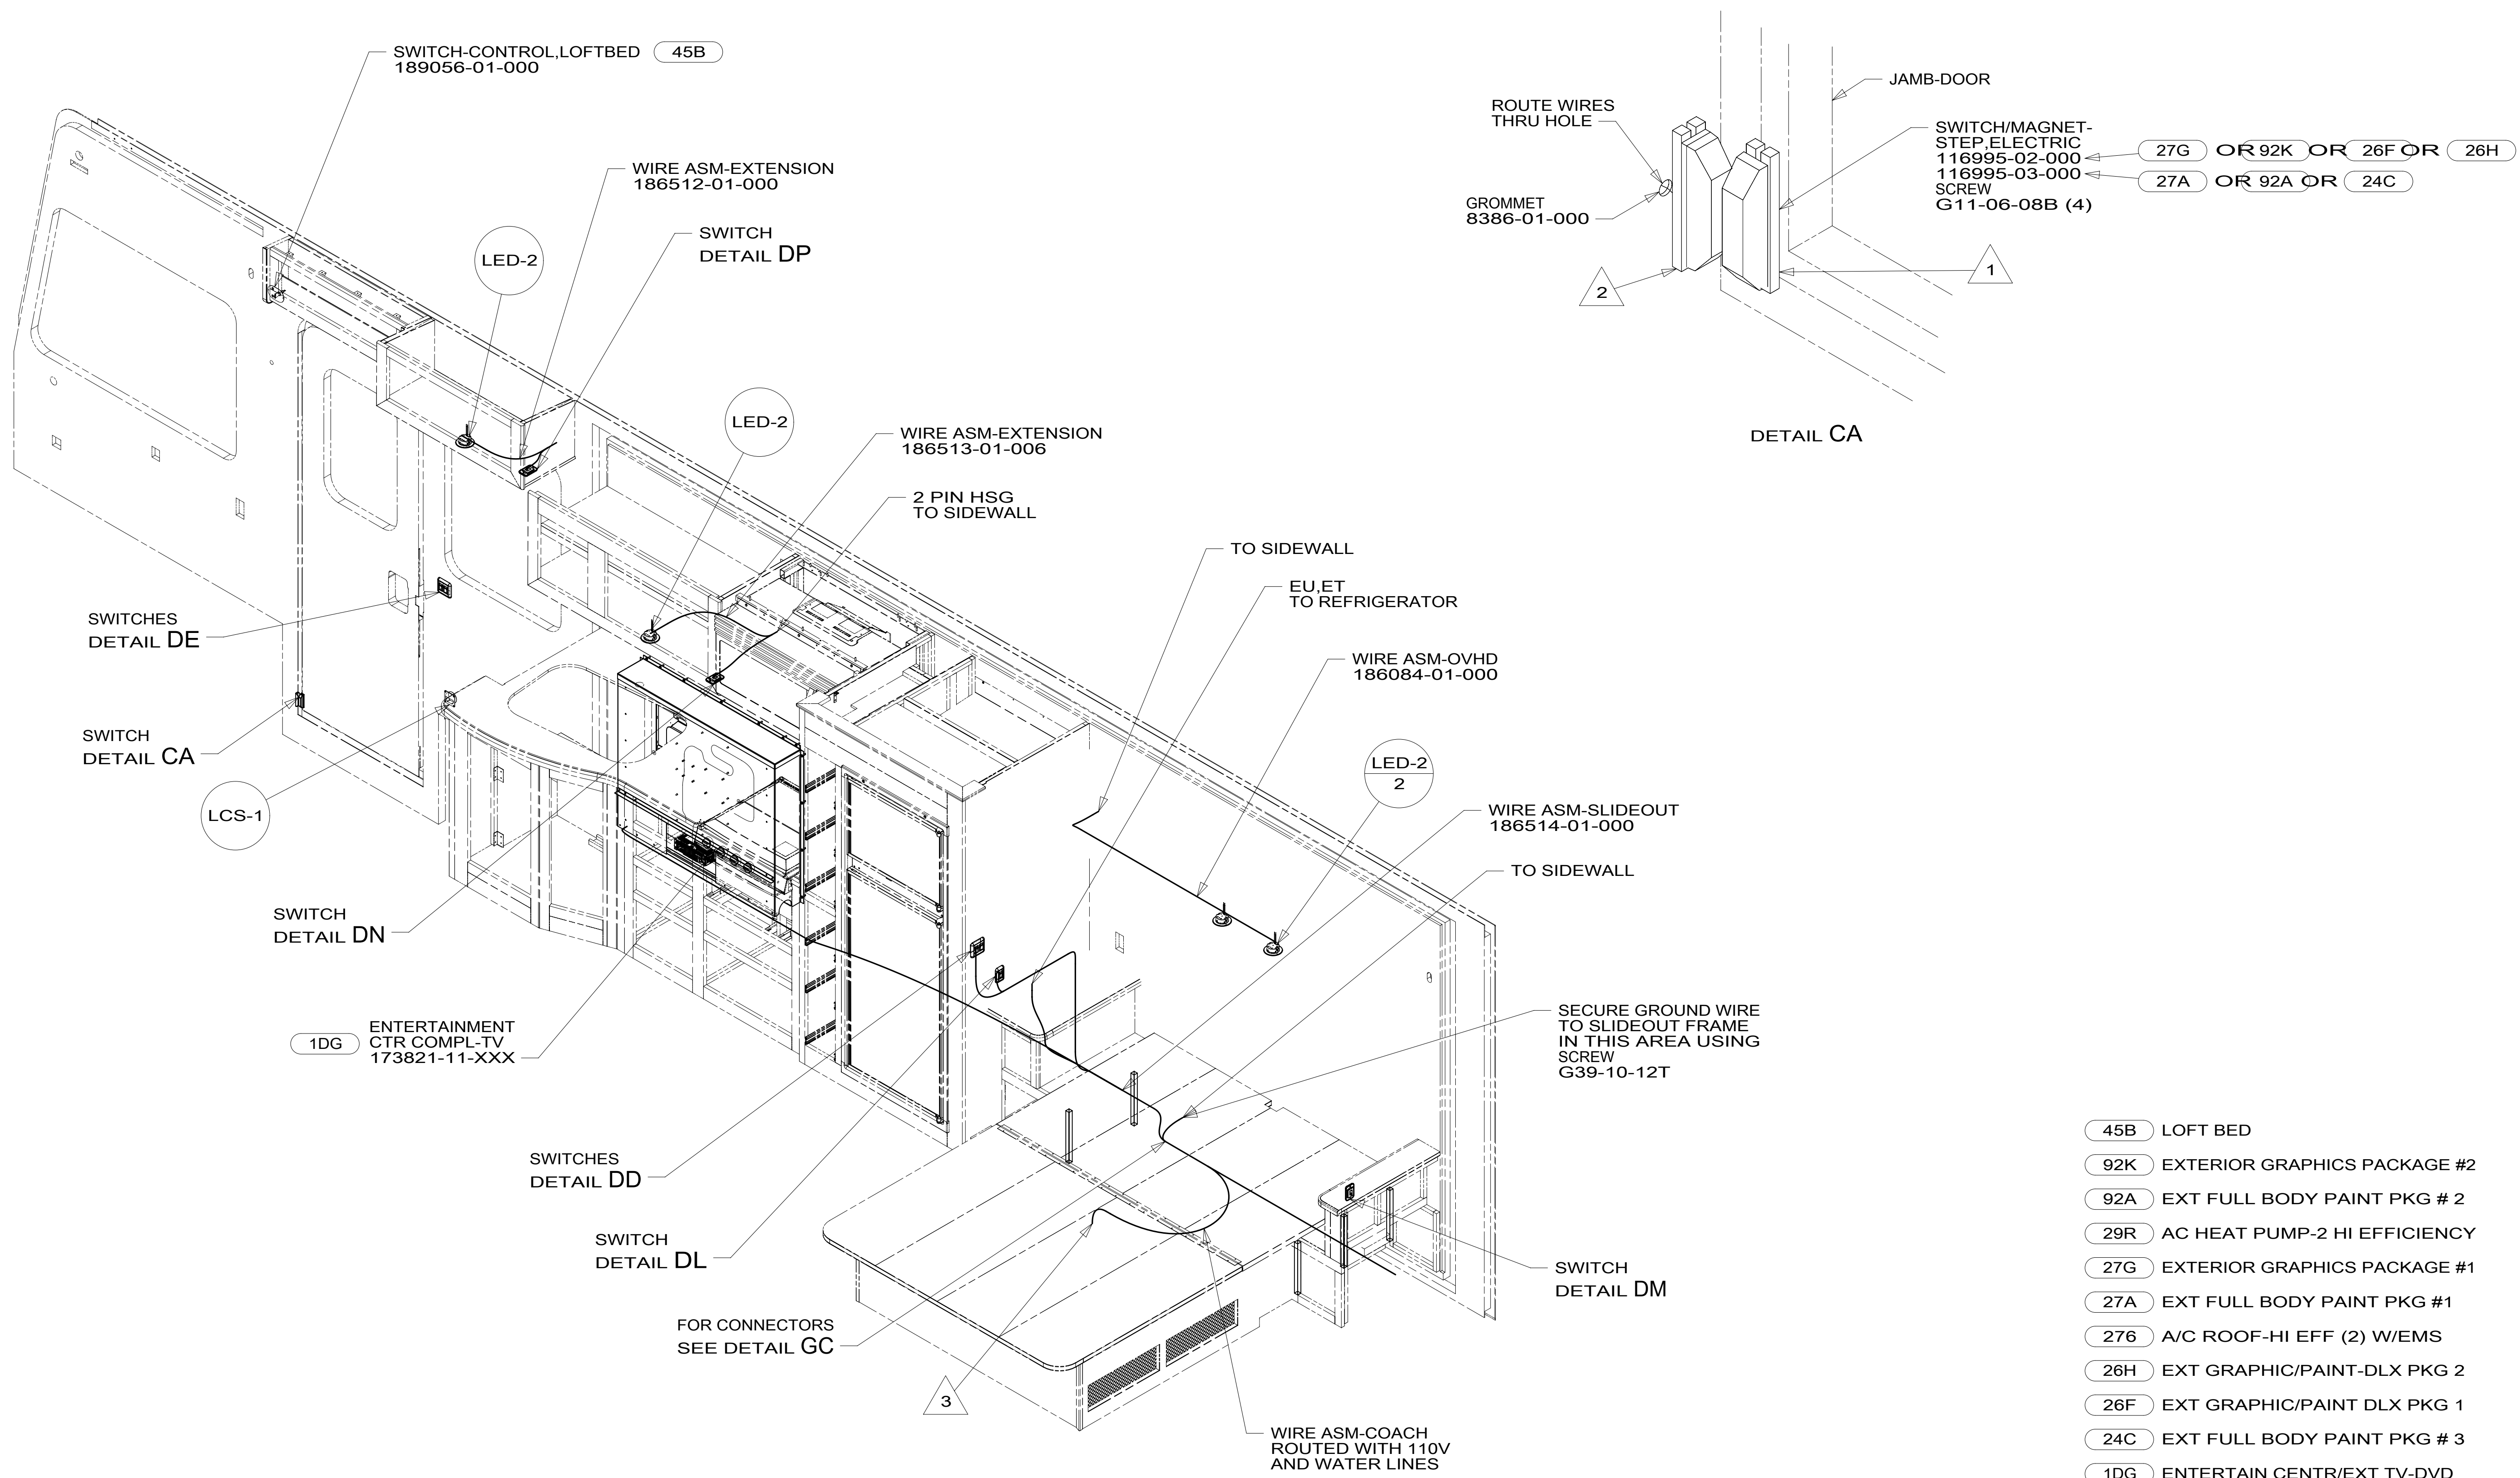 SWITCH-CONTROL,LOFTBED 45B
189056-01-000
WIRE ASM-EXTENSION
186512-01-000
SWITCH
DETAIL DP
LED-2
LED-2
WIRE ASM-EXTENSION
186513-01-006
2 PIN HSG
TO SIDEWALL
TO SIDEWALL
EU,ET
TO REFRIGERATOR
WIRE ASM-OVHD
186084-01-000
LED-2
2
WIRE ASM-SLIDEOUT
186514-01-000
TO SIDEWALL
SECURE GROUND WIRE
TO SLIDEOUT FRAME
IN THIS AREA USING
SCREW
G39-10-12T
SWITCHES
DETAIL DE
SWITCH
DETAIL CA
LCS-1
SWITCH
DETAIL DN
1DG
ENTERTAINMENT
CTR COMPL-TV
173821-11-XXX
SWITCHES
DETAIL DD
SWITCH
DETAIL DL
FOR CONNECTORS
SEE DETAIL GC
3
SWITCH
DETAIL DM
WIRE ASM-COACH
ROUTED WITH 110V
AND WATER LINES
JAMB-DOOR
ROUTE WIRES
THRU HOLE
GROMMET
8386-01-000
SWITCH/MAGNET-
STEP,ELECTRIC
116995-02-000 27G OR 92K OR 26F OR 26H
116995-03-000 27A OR 92A OR 24C
SCREW
G11-06-08B (4)
2
1
DETAIL CA
45B LOFT BED
92K EXTERIOR GRAPHICS PACKAGE #2
92A EXT FULL BODY PAINT PKG # 2
29R AC HEAT PUMP-2 HI EFFICIENCY
27G EXTERIOR GRAPHICS PACKAGE #1
27A EXT FULL BODY PAINT PKG #1
276 A/C ROOF-HI EFF (2) W/EMS
26H EXT GRAPHIC/PAINT-DLX PKG 2
26F EXT GRAPHIC/PAINT DLX PKG 1
24C EXT FULL BODY PAINT PKG # 3
1DG ENTERTAIN CENTR/EXT TV-DVD